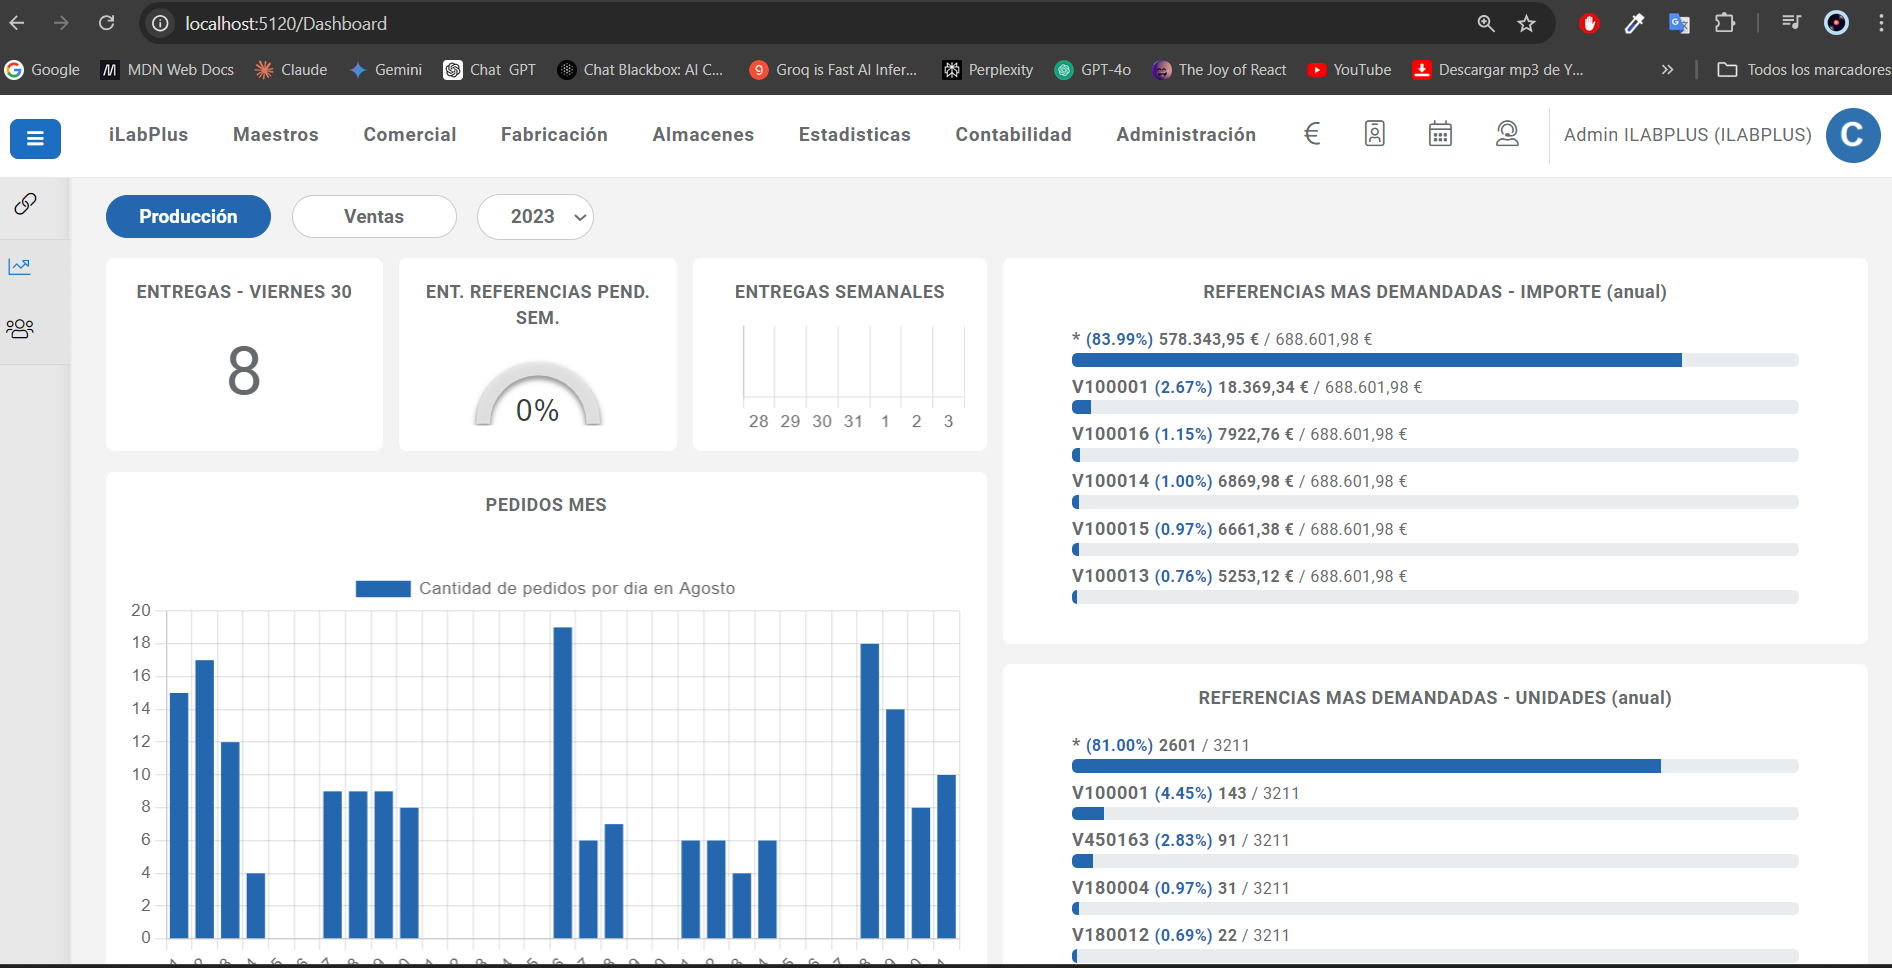 localhost:5120/Dashboard
Google MDN Web Docs Claude Gemini Chat GPT Chat Blackbox: AI C... Groq is Fast AI Infer... Perplexity GPT-4o The Joy of React YouTube Descargar mp3 de Y... » Todos los marcadores
iLabPlus Maestros Comercial Fabricación Almacenes Estadisticas Contabilidad Administración € Admin ILABPLUS (ILABPLUS) C
Producción Ventas 2023
ENTREGAS - VIERNES 30
8
ENT. REFERENCIAS PEND.
SEM.
0%
ENTREGAS SEMANALES
28 29 30 31 1 2 3
PEDIDOS MES
Cantidad de pedidos por dia en Agosto
20
18
16
14
12
10
8
6
4
2
0
REFERENCIAS MAS DEMANDADAS - IMPORTE (anual)
* (83.99%) 578.343,95 € / 688.601,98 €
V100001 (2.67%) 18.369,34 € / 688.601,98 €
V100016 (1.15%) 7922,76 € / 688.601,98 €
V100014 (1.00%) 6869,98 € / 688.601,98 €
V100015 (0.97%) 6661,38 € / 688.601,98 €
V100013 (0.76%) 5253,12 € / 688.601,98 €
REFERENCIAS MAS DEMANDADAS - UNIDADES (anual)
* (81.00%) 2601 / 3211
V100001 (4.45%) 143 / 3211
V450163 (2.83%) 91 / 3211
V180004 (0.97%) 31 / 3211
V180012 (0.69%) 22 / 3211